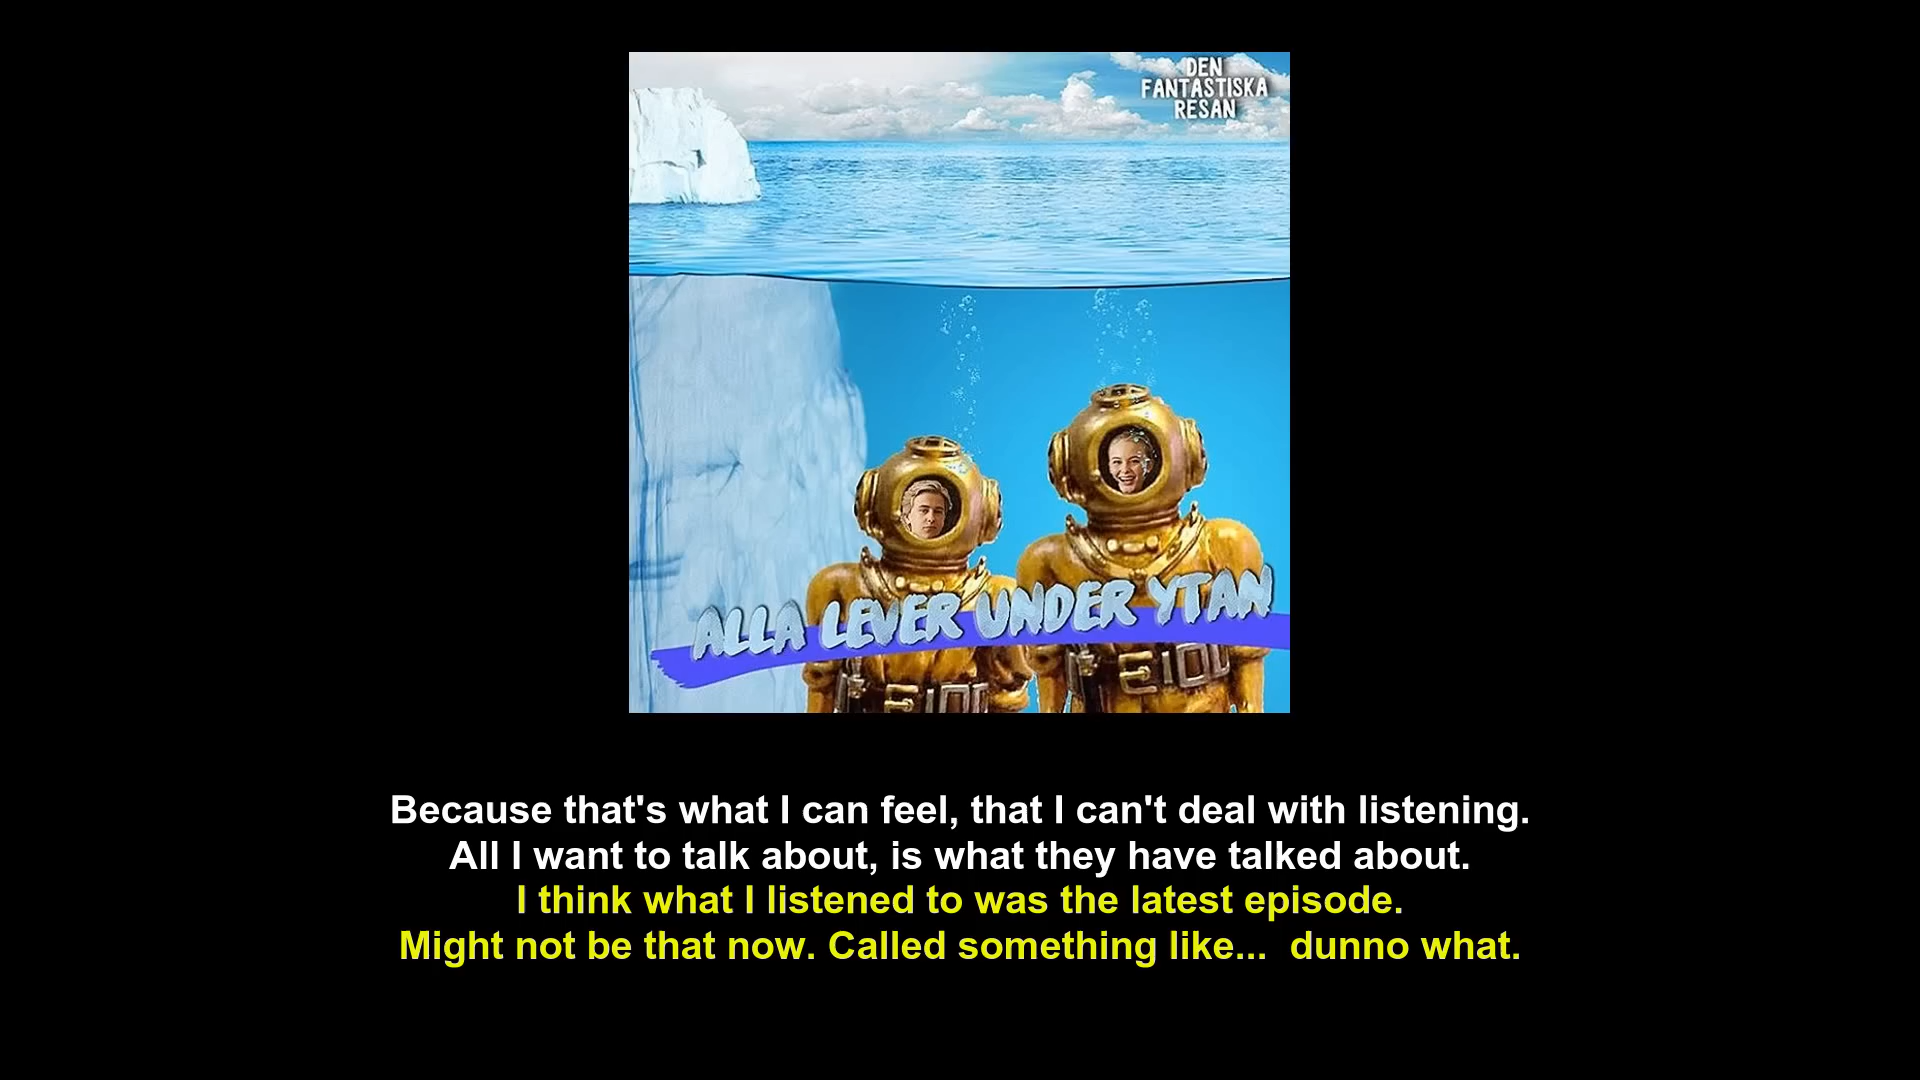 DEN
FANTASTISKA
RESAN
ALLA LEVER UNDER YTAN
Because that's what I can feel, that I can't deal with listening.
All I want to talk about, is what they have talked about.
I think what I listened to was the latest episode.
Might not be that now. Called something like...  dunno what.